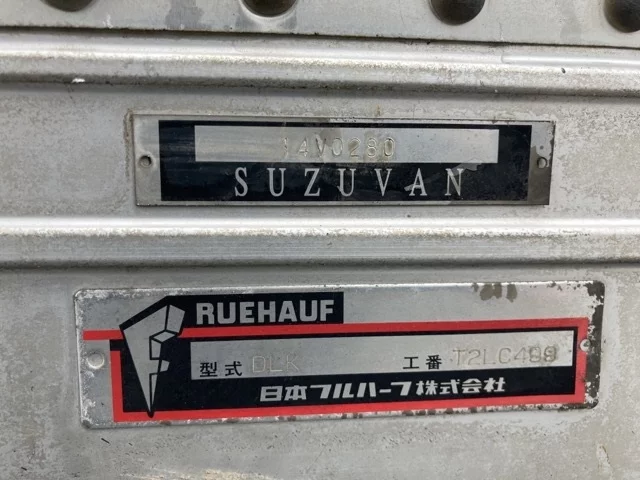 14V0280
SUZUVAN
RUEHAUF
型式 DLK 工番
日本フルハーフ株式会社